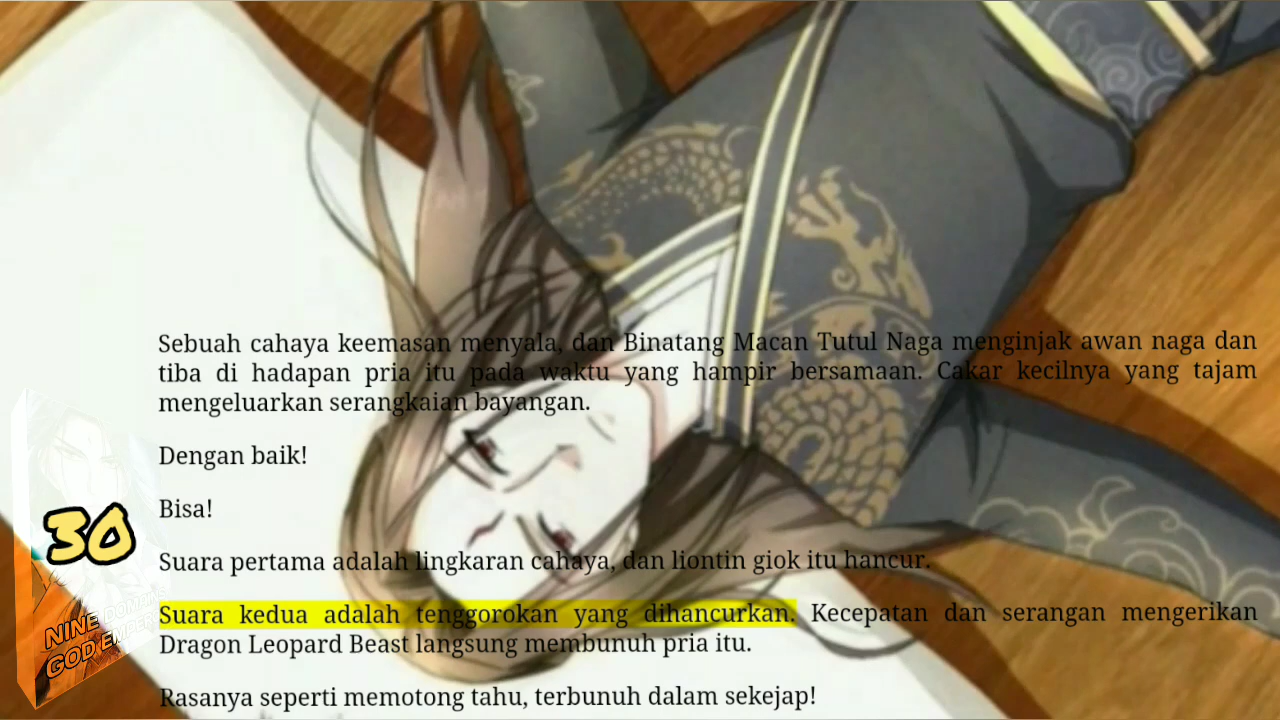 Sebuah cahaya keemasan menyala, dan Binatang Macan Tutul Naga menginjak awan naga dan
tiba di hadapan pria itu pada waktu yang hampir bersamaan. Cakar kecilnya yang tajam
mengeluarkan serangkaian bayangan.
Dengan baik!
Bisa!
Suara pertama adalah lingkaran cahaya, dan liontin giok itu hancur.
Suara kedua adalah tenggorokan yang dihancurkan. Kecepatan dan serangan mengerikan
Dragon Leopard Beast langsung membunuh pria itu.
Rasanya seperti memotong tahu, terbunuh dalam sekejap!
30
NINE DOMAINS
GOD EMPEROR